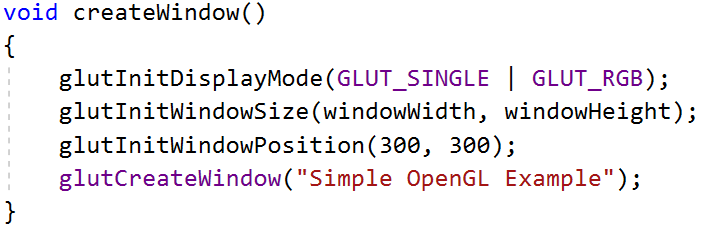 void createWindow()
{
    glutInitDisplayMode(GLUT_SINGLE | GLUT_RGB);
    glutInitWindowSize(windowWidth, windowHeight);
    glutInitWindowPosition(300, 300);
    glutCreateWindow("Simple OpenGL Example");
}